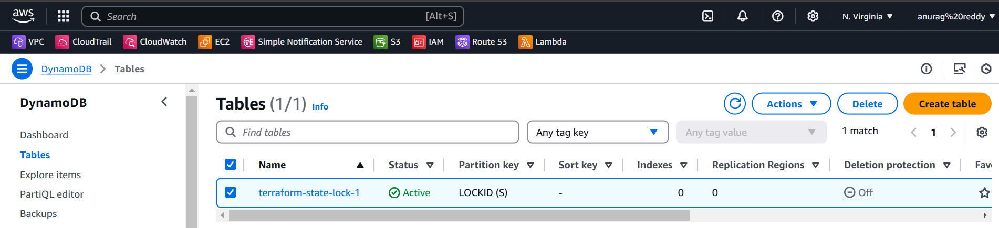 aws Search [Alt+S] N. Virginia anurag%20reddy
VPC CloudTrail CloudWatch EC2 Simple Notification Service S3 IAM Route 53 Lambda
DynamoDB Tables
DynamoDB
Dashboard
Tables
Explore items
PartiQL editor
Backups
Tables (1/1) Info Actions Delete Create table
Find tables Any tag key Any tag value 1 match 1
Name Status Partition key Sort key Indexes Replication Regions Deletion protection Fav
terraform-state-lock-1 Active LOCKID (S) - 0 0 Off